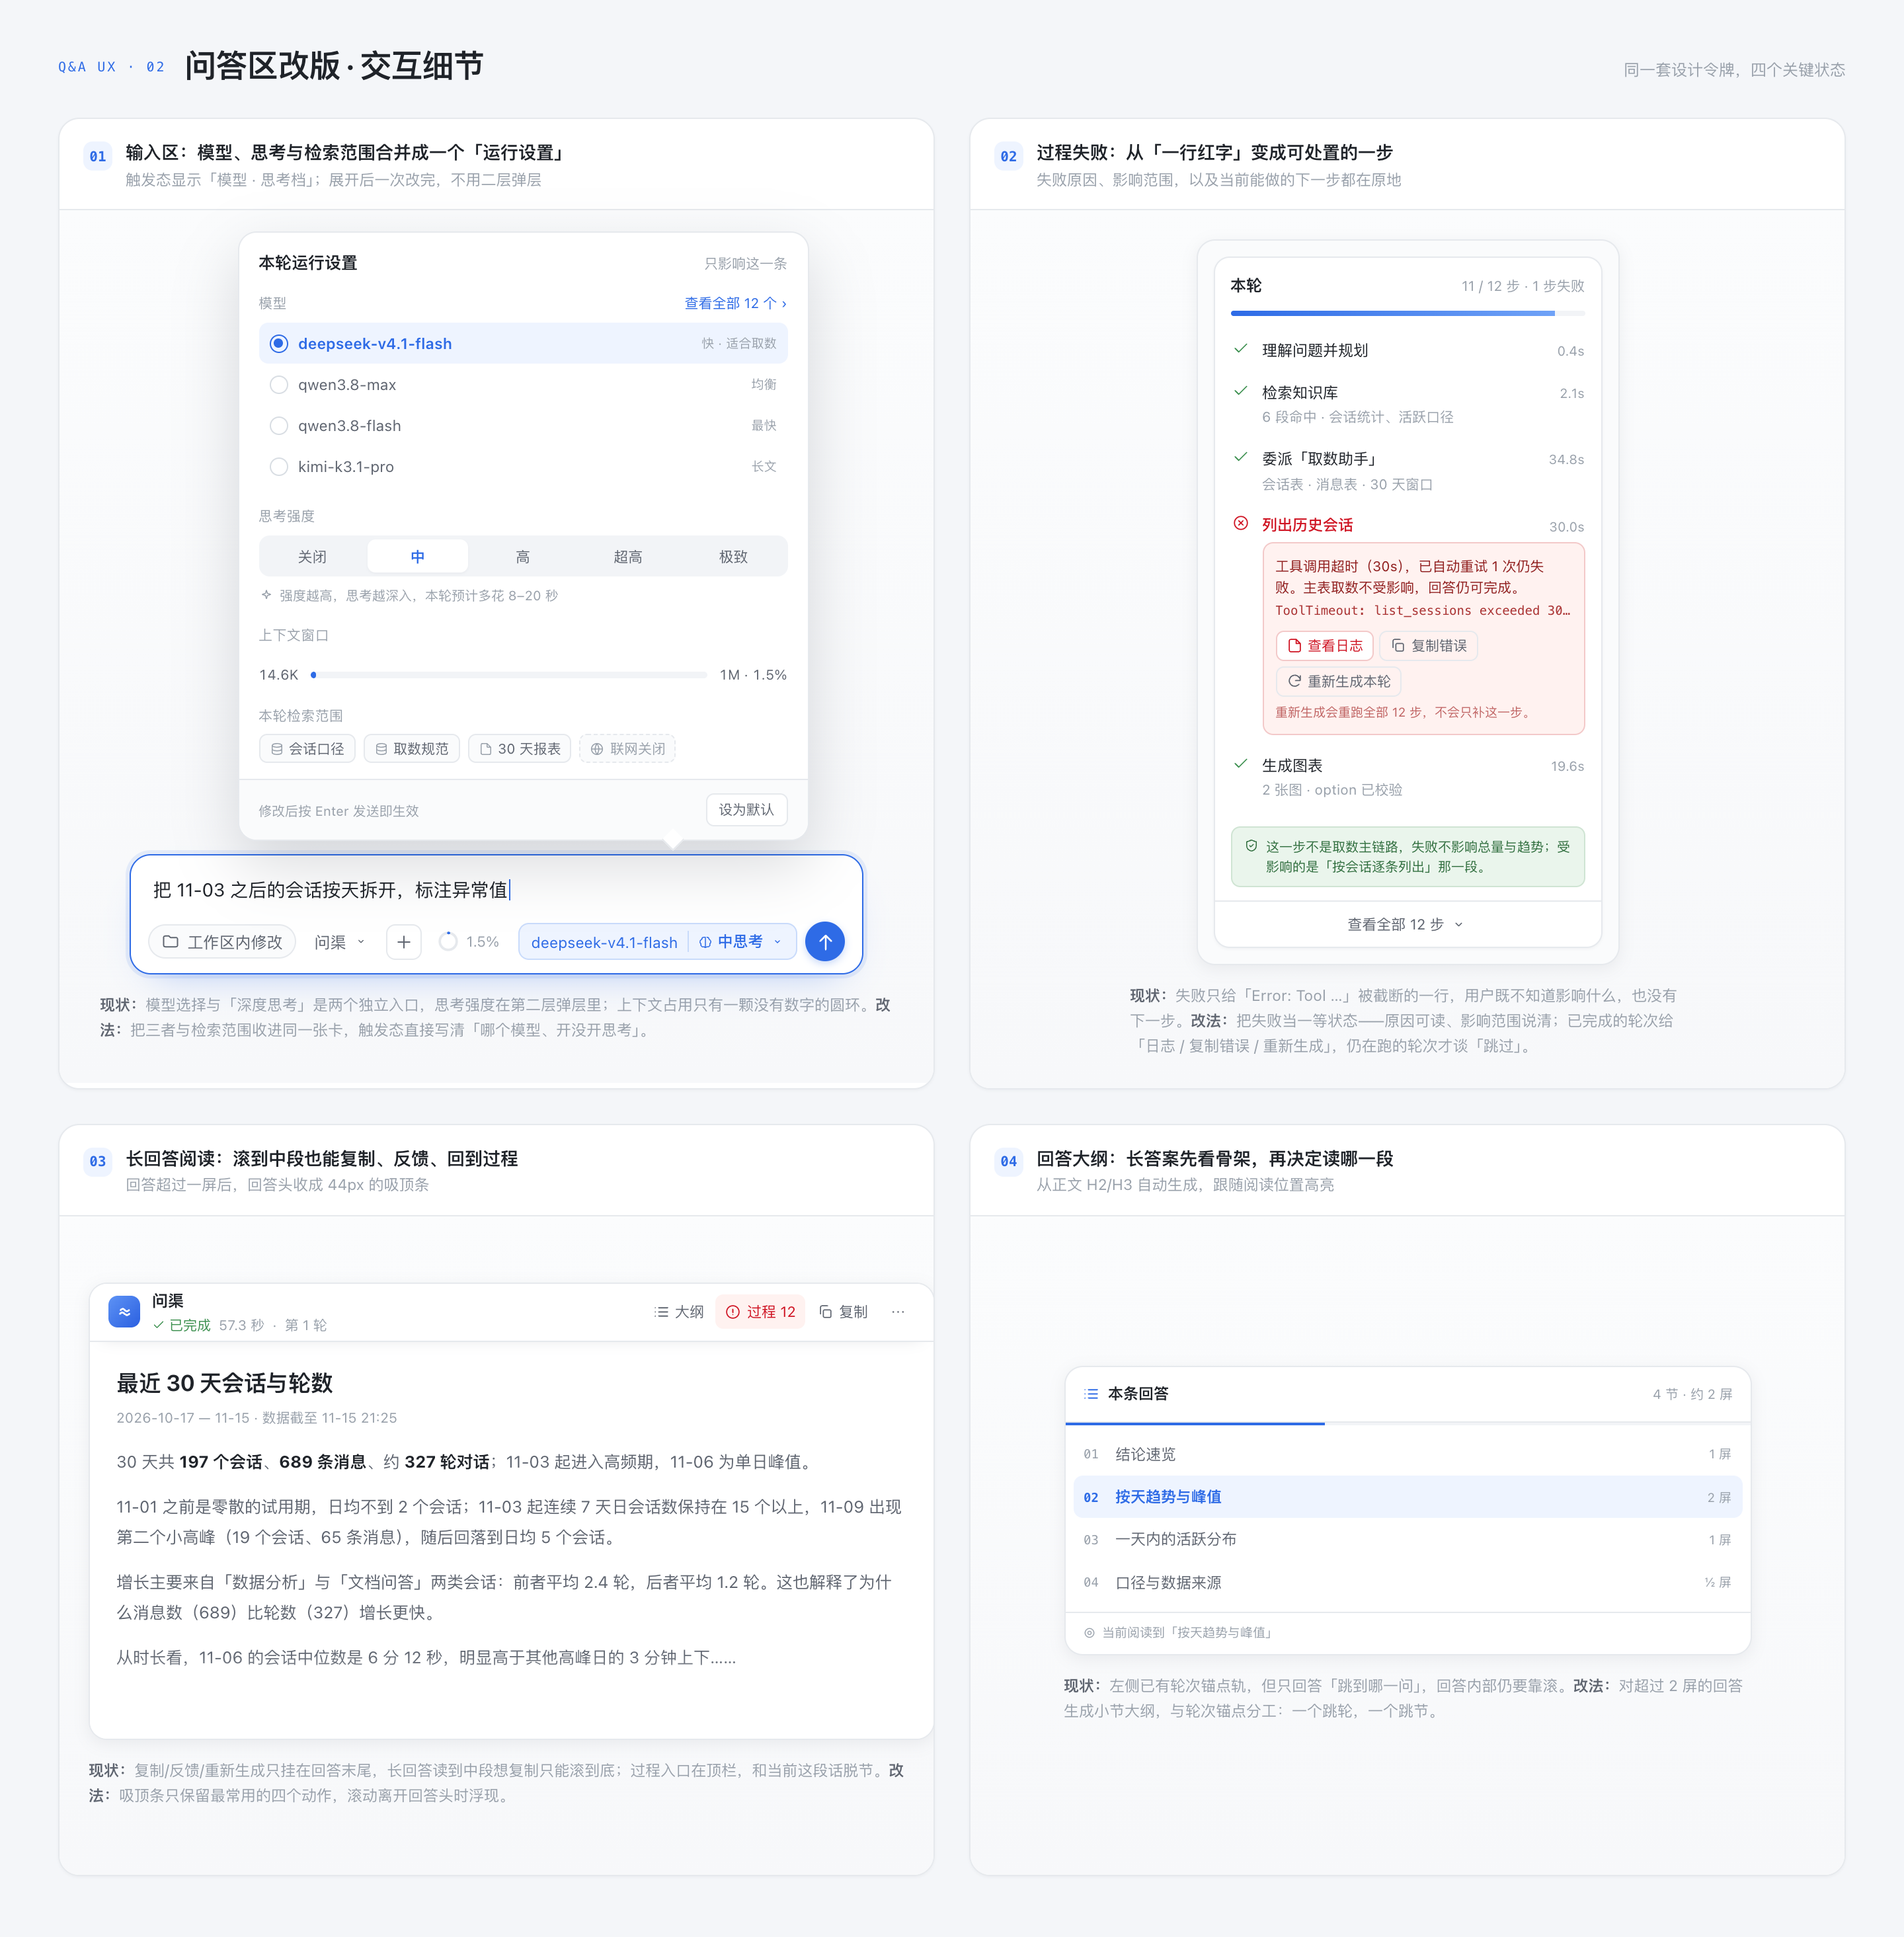 Q&A UX · 02 问答区改版 · 交互细节
同一套设计令牌，四个关键状态
01 输入区：模型、思考与检索范围合并成一个「运行设置」
触发态显示「模型 · 思考档」；展开后一次改完，不用二层弹层
本轮运行设置 只影响这一条
模型 查看全部 12 个 ›
deepseek-v4.1-flash 快 · 适合取数
qwen3.8-max 均衡
qwen3.8-flash 最快
kimi-k3.1-pro 长文
思考强度
关闭 中 高 超高 极致
强度越高，思考越深入，本轮预计多花 8–20 秒
上下文窗口
14.6K 1M · 1.5%
本轮检索范围
会话口径 取数规范 30 天报表 联网关闭
修改后按 Enter 发送即生效 设为默认
把 11-03 之后的会话按天拆开，标注异常值
工作区内修改 问渠 1.5% deepseek-v4.1-flash 中思考
现状：模型选择与「深度思考」是两个独立入口，思考强度在第二层弹层里；上下文占用只有一颗没有数字的圆环。改
法：把三者与检索范围收进同一张卡，触发态直接写清「哪个模型、开没开思考」。
02 过程失败：从「一行红字」变成可处置的一步
失败原因、影响范围，以及当前能做的下一步都在原地
本轮 11 / 12 步 · 1 步失败
理解问题并规划 0.4s
检索知识库 2.1s
6 段命中 · 会话统计、活跃口径
委派「取数助手」 34.8s
会话表 · 消息表 · 30 天窗口
列出历史会话 30.0s
工具调用超时（30s），已自动重试 1 次仍失
败。主表取数不受影响，回答仍可完成。
ToolTimeout: list_sessions exceeded 30…
查看日志 复制错误
重新生成本轮
重新生成会重跑全部 12 步，不会只补这一步。
生成图表 19.6s
2 张图 · option 已校验
这一步不是取数主链路，失败不影响总量与趋势；受
影响的是「按会话逐条列出」那一段。
查看全部 12 步
现状：失败只给「Error: Tool …」被截断的一行，用户既不知道影响什么，也没有
下一步。改法：把失败当一等状态——原因可读、影响范围说清；已完成的轮次给
「日志 / 复制错误 / 重新生成」，仍在跑的轮次才谈「跳过」。
03 长回答阅读：滚到中段也能复制、反馈、回到过程
回答超过一屏后，回答头收成 44px 的吸顶条
问渠
已完成 57.3 秒 · 第 1 轮
大纲 过程 12 复制 ···
最近 30 天会话与轮数
2026-10-17 — 11-15 · 数据截至 11-15 21:25
30 天共 197 个会话、689 条消息、约 327 轮对话；11-03 起进入高频期，11-06 为单日峰值。
11-01 之前是零散的试用期，日均不到 2 个会话；11-03 起连续 7 天日会话数保持在 15 个以上，11-09 出现
第二个小高峰（19 个会话、65 条消息），随后回落到日均 5 个会话。
增长主要来自「数据分析」与「文档问答」两类会话：前者平均 2.4 轮，后者平均 1.2 轮。这也解释了为什
么消息数（689）比轮数（327）增长更快。
从时长看，11-06 的会话中位数是 6 分 12 秒，明显高于其他高峰日的 3 分钟上下……
现状：复制/反馈/重新生成只挂在回答末尾，长回答读到中段想复制只能滚到底；过程入口在顶栏，和当前这段话脱节。改
法：吸顶条只保留最常用的四个动作，滚动离开回答头时浮现。
04 回答大纲：长答案先看骨架，再决定读哪一段
从正文 H2/H3 自动生成，跟随阅读位置高亮
本条回答 4 节 · 约 2 屏
01 结论速览 1 屏
02 按天趋势与峰值 2 屏
03 一天内的活跃分布 1 屏
04 口径与数据来源 ½ 屏
当前阅读到「按天趋势与峰值」
现状：左侧已有轮次锚点轨，但只回答「跳到哪一问」，回答内部仍要靠滚。改法：对超过 2 屏的回答
生成小节大纲，与轮次锚点分工：一个跳轮，一个跳节。